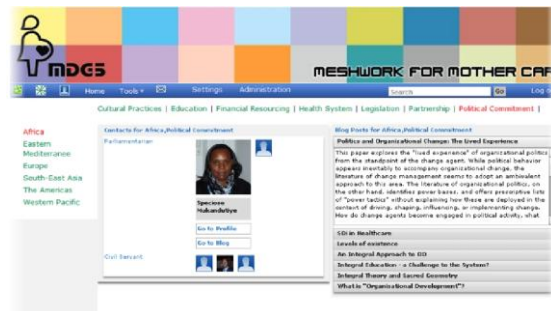 MDG5
MESHWORK FOR MOTHER CAR
Home Tools Settings Administration Search Go Log o
Cultural Practices | Education | Financial Resourcing | Health System | Legislation | Partnership | Political Commitment |
Africa
Eastern
Mediterranee
Europe
South-East Asia
The Americas
Western Pacific
Contacts for Africa,Political Commitment
Parliamentarian
Speciose
Mukandutiye
Go to Profile
Go to Blog
Civil Servant
Blog Posts for Africa,Political Commitment
Politics and Organizational Change: The Lived Experience
This paper explores the "lived experience" of organizational politics
from the standpoint of the change agent. While political behavior
appears inevitably to accompany organizational change, the
literature of change management seems to adopt an ambivalent
approach to this area. The literature of organizational politics, on
the other hand, identifies power bases, and offers prescriptive lists
of "power tactics" without explaining how these are deployed in the
context of driving, shaping, influencing, or implementing change.
How do change agents become engaged in political activity, what
SDi in Healthcare
Levels of existence
An Integral Approach to OD
Integral Education - a Challenge to the System?
Integral Theory and Sacred Geometry
What is "Organisational Development"?